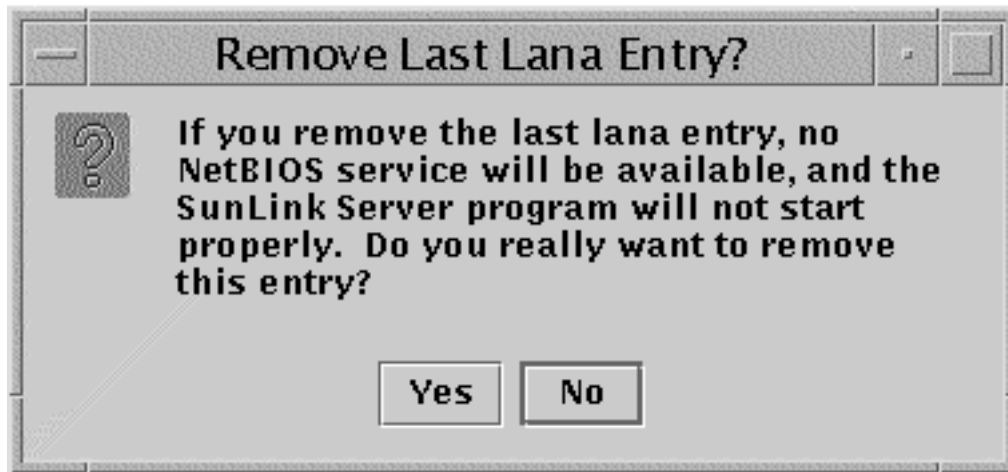 Remove Last Lana Entry?
If you remove the last lana entry, no
NetBIOS service will be available, and the
SunLink Server program will not start
properly.  Do you really want to remove
this entry?
Yes
No